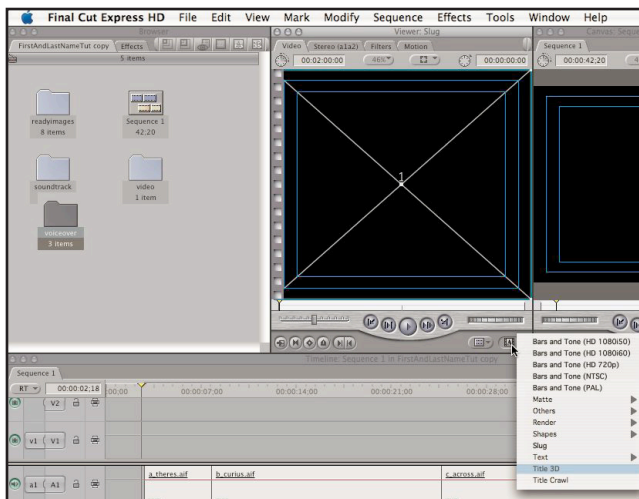 Final Cut Express HD File Edit View Mark Modify Sequence Effects Tools Window Help
Browser
Viewer: Slug
Canvas: Sequ
FirstAndLastNameTut copy Effects
Video Stereo (a1a2) Filters Motion
Sequence 1
5 items
00:02:00:00 46% 00:00:00:00
00:00:42:20
readyimages
8 items
Sequence 1
42:20
soundtrack
video
1 item
voiceover
3 items
1
Bars and Tone (HD 1080i50)
Bars and Tone (HD 1080i60)
Bars and Tone (HD 720p)
Bars and Tone (NTSC)
Bars and Tone (PAL)
Matte
Others
Render
Shapes
Slug
Text
Title 3D
Title Crawl
Timeline: Sequence 1 in FirstAndLastNameTut copy
Sequence 1
RT 00:00:02;18 00;00 00:00:07;00 00:00:14;00 00:00:21;00 00:00:28;00
V2
v1 V1
a1 A1 a_theres.aif b_curius.aif c_across.aif